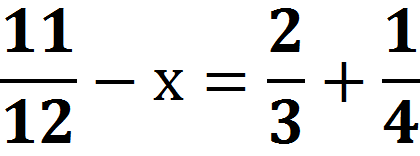 11/12 − x = 2/3 + 1/4